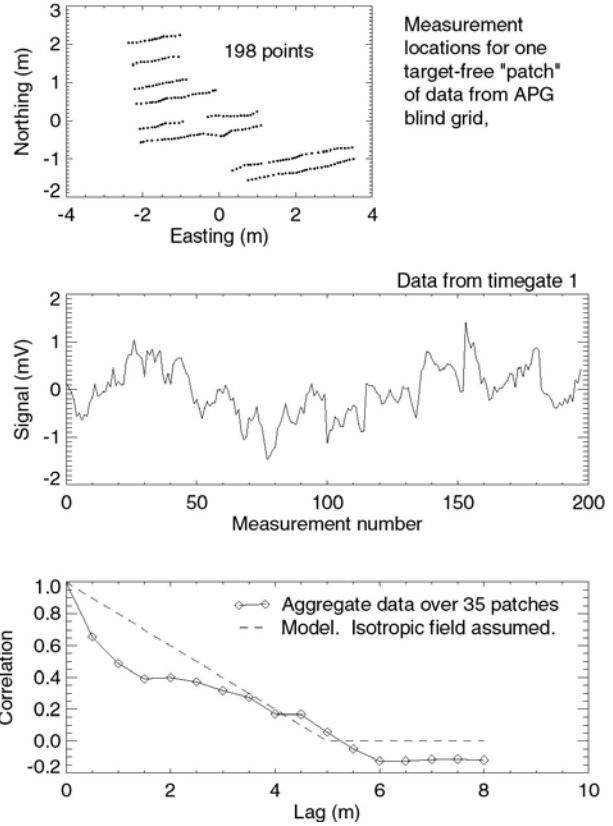 3
2
1
0
-1
-2
Northing (m)
198 points
-4
-2
0
2
4
Easting (m)
Measurement
locations for one
target-free "patch"
of data from APG
blind grid,
Data from timegate 1
2
1
0
-1
-2
Signal (mV)
0
50
100
150
200
Measurement number
1.0
0.8
0.6
0.4
0.2
0.0
-0.2
Correlation
Aggregate data over 35 patches
Model. Isotropic field assumed.
0
2
4
6
8
10
Lag (m)